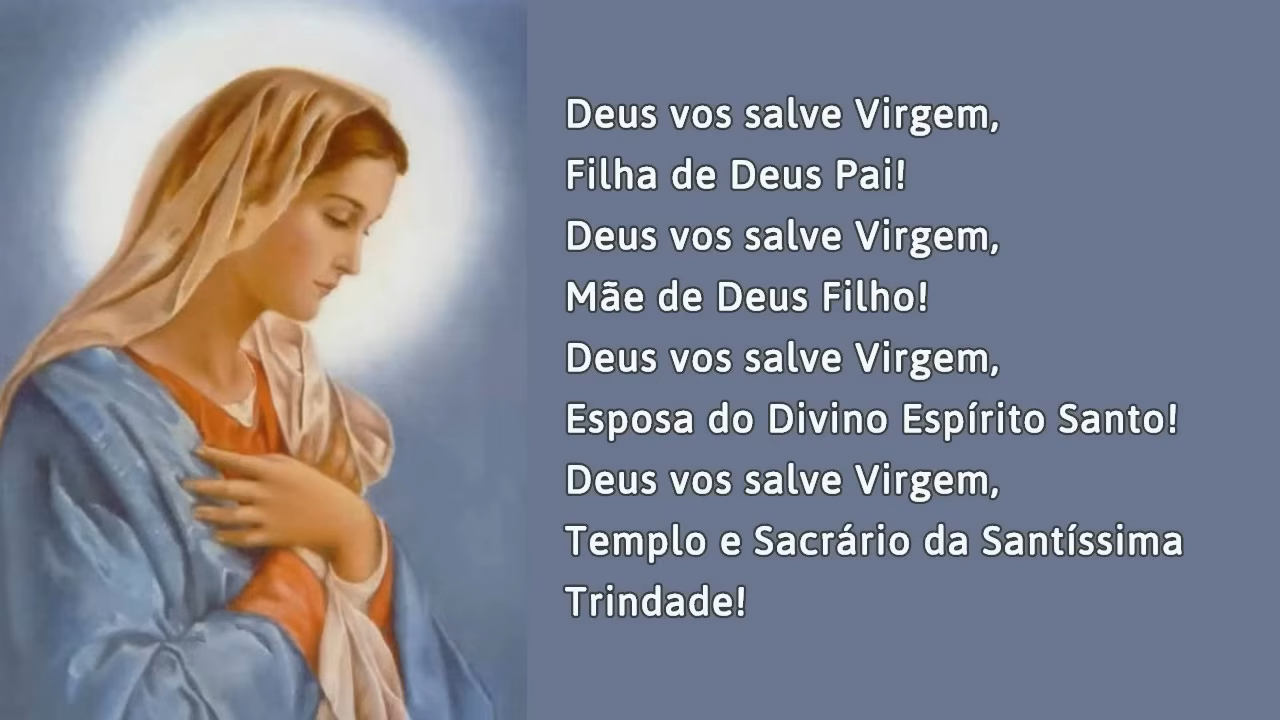 Deus vos salve Virgem,
Filha de Deus Pai!
Deus vos salve Virgem,
Mãe de Deus Filho!
Deus vos salve Virgem,
Esposa do Divino Espírito Santo!
Deus vos salve Virgem,
Templo e Sacrário da Santíssima
Trindade!